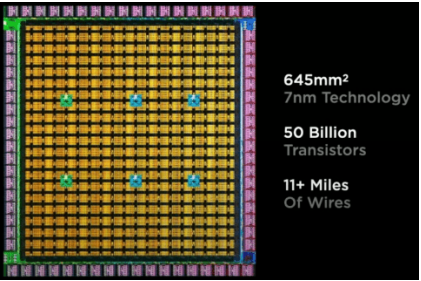 645mm²
7nm Technology
50 Billion
Transistors
11+ Miles
Of Wires